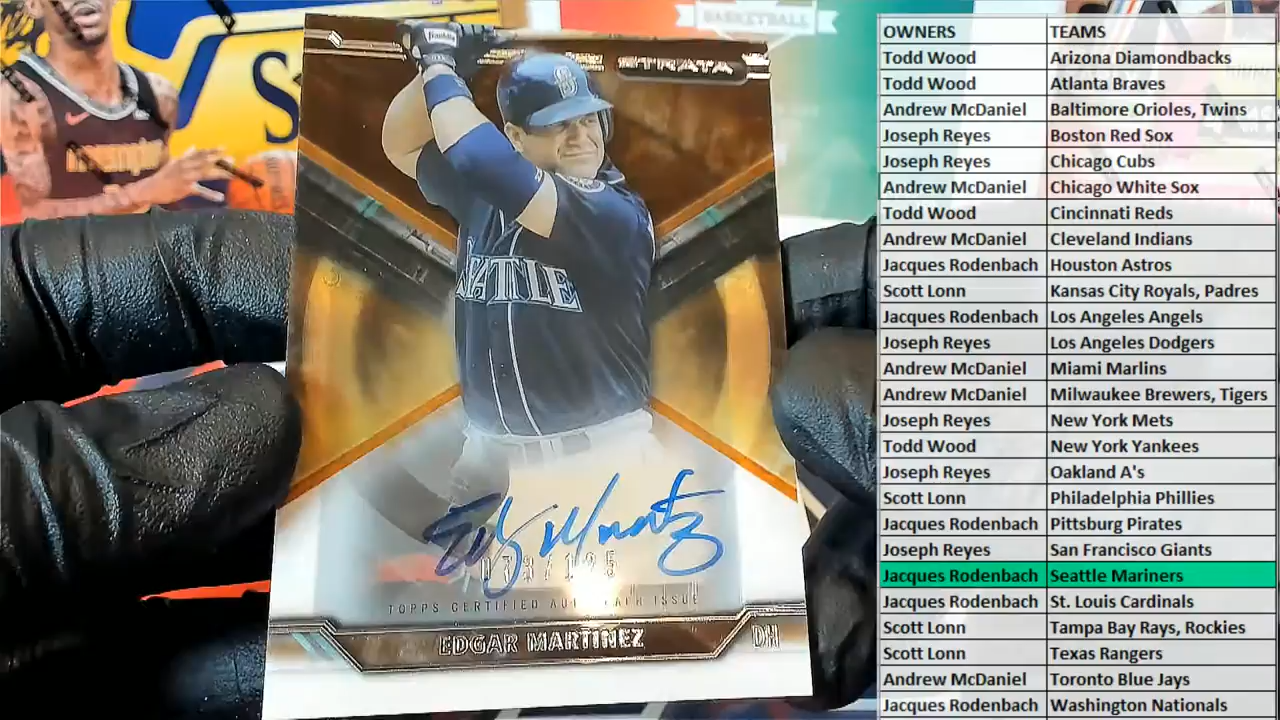 BASKETBALL
S
Franklin
STRATA
S
SEATTLE
Edgar Martinez
073/125
TOPPS CERTIFIED AUTOGRAPH ISSUE
EDGAR MARTINEZ DH
OWNERS TEAMS
Todd Wood Arizona Diamondbacks
Todd Wood Atlanta Braves
Andrew McDaniel Baltimore Orioles, Twins
Joseph Reyes Boston Red Sox
Joseph Reyes Chicago Cubs
Andrew McDaniel Chicago White Sox
Todd Wood Cincinnati Reds
Andrew McDaniel Cleveland Indians
Jacques Rodenbach Houston Astros
Scott Lonn Kansas City Royals, Padres
Jacques Rodenbach Los Angeles Angels
Joseph Reyes Los Angeles Dodgers
Andrew McDaniel Miami Marlins
Andrew McDaniel Milwaukee Brewers, Tigers
Joseph Reyes New York Mets
Todd Wood New York Yankees
Joseph Reyes Oakland A's
Scott Lonn Philadelphia Phillies
Jacques Rodenbach Pittsburg Pirates
Joseph Reyes San Francisco Giants
Jacques Rodenbach Seattle Mariners
Jacques Rodenbach St. Louis Cardinals
Scott Lonn Tampa Bay Rays, Rockies
Scott Lonn Texas Rangers
Andrew McDaniel Toronto Blue Jays
Jacques Rodenbach Washington Nationals